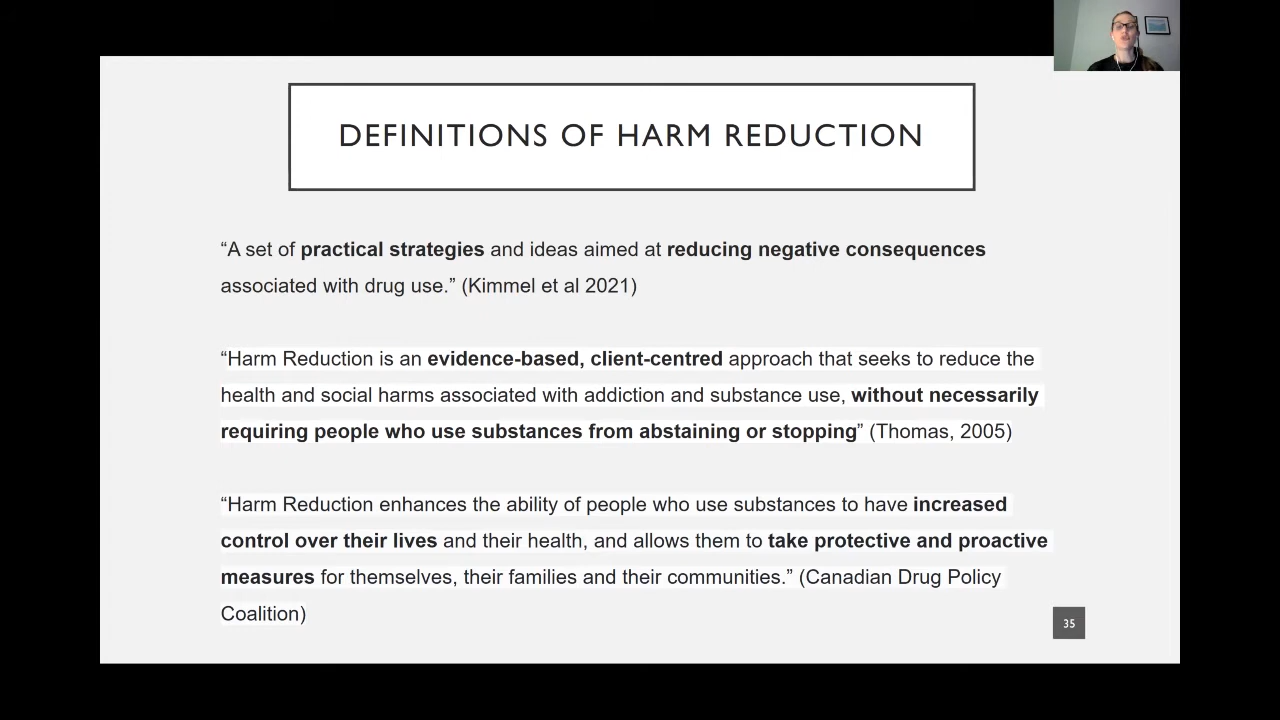 DEFINITIONS OF HARM REDUCTION
“A set of practical strategies and ideas aimed at reducing negative consequences
associated with drug use.” (Kimmel et al 2021)
“Harm Reduction is an evidence-based, client-centred approach that seeks to reduce the
health and social harms associated with addiction and substance use, without necessarily
requiring people who use substances from abstaining or stopping” (Thomas, 2005)
“Harm Reduction enhances the ability of people who use substances to have increased
control over their lives and their health, and allows them to take protective and proactive
measures for themselves, their families and their communities.” (Canadian Drug Policy
Coalition)
35